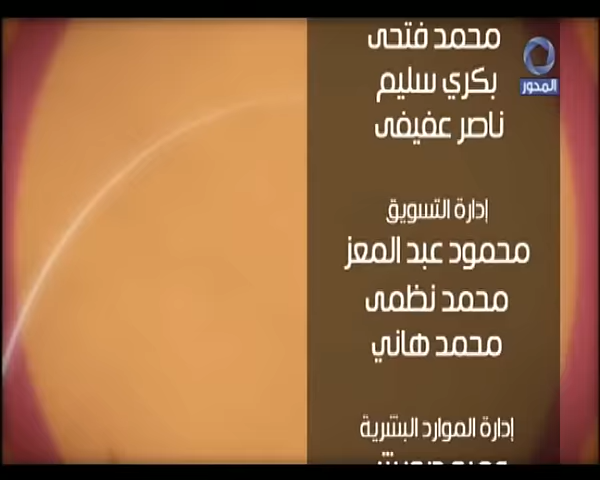 محمد فتحى
بكري سليم
ناصر عفيفى
المحور
إدارة التسويق
محمود عبد المعز
محمد نظمى
محمد هاني
إدارة الموارد البشرية